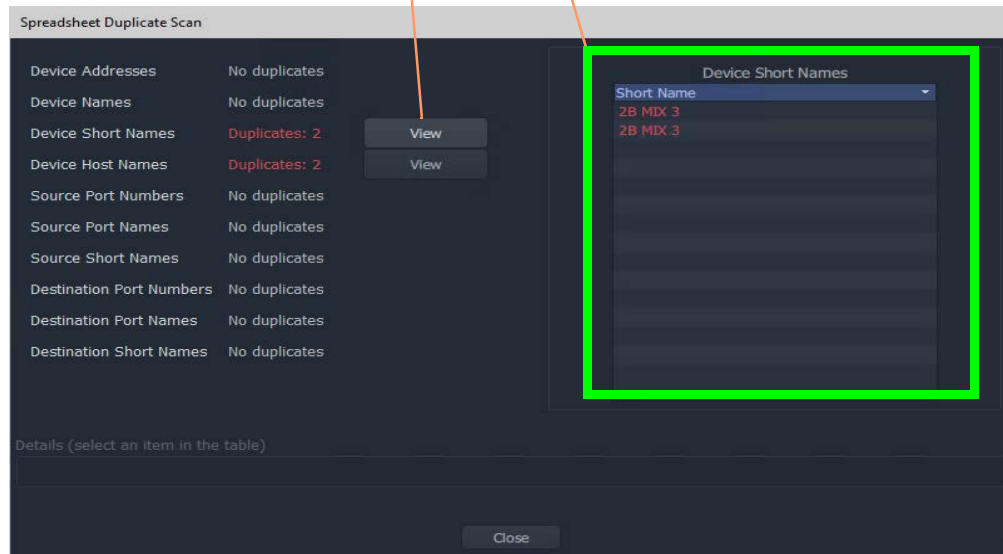 Spreadsheet Duplicate Scan
Device Addresses No duplicates
Device Names No duplicates
Device Short Names Duplicates: 2 View
Device Host Names Duplicates: 2 View
Source Port Numbers No duplicates
Source Port Names No duplicates
Source Short Names No duplicates
Destination Port Numbers No duplicates
Destination Port Names No duplicates
Destination Short Names No duplicates
Device Short Names
Short Name
2B MIX 3
2B MIX 3
Details (select an item in the table)
Close